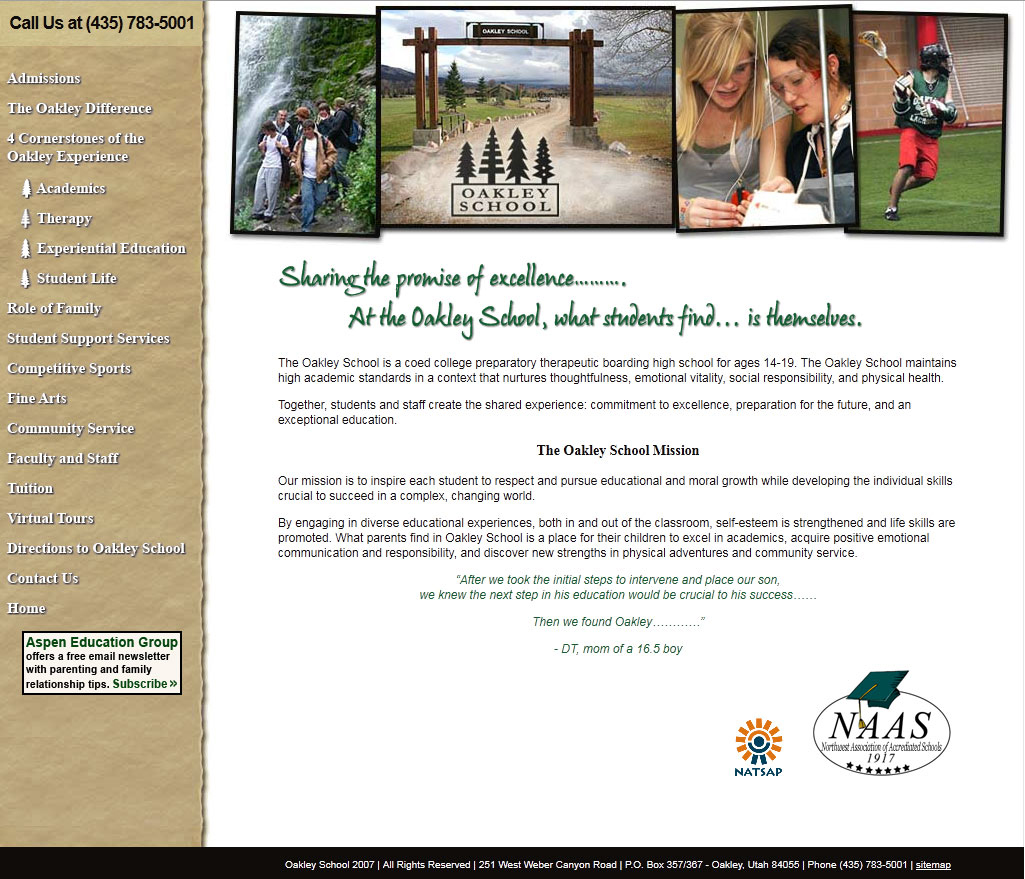 Call Us at (435) 783-5001
Admissions
The Oakley Difference
4 Cornerstones of the
Oakley Experience
Academics
Therapy
Experiential Education
Student Life
Role of Family
Student Support Services
Competitive Sports
Fine Arts
Community Service
Faculty and Staff
Tuition
Virtual Tours
Directions to Oakley School
Contact Us
Home
Aspen Education Group
offers a free email newsletter
with parenting and family
relationship tips. Subscribe »
OAKLEY SCHOOL
OAKLEY
SCHOOL
Sharing the promise of excellence..........
At the Oakley School, what students find... is themselves.
The Oakley School is a coed college preparatory therapeutic boarding high school for ages 14-19. The Oakley School maintains
high academic standards in a context that nurtures thoughtfulness, emotional vitality, social responsibility, and physical health.
Together, students and staff create the shared experience: commitment to excellence, preparation for the future, and an
exceptional education.
The Oakley School Mission
Our mission is to inspire each student to respect and pursue educational and moral growth while developing the individual skills
crucial to succeed in a complex, changing world.
By engaging in diverse educational experiences, both in and out of the classroom, self-esteem is strengthened and life skills are
promoted. What parents find in Oakley School is a place for their children to excel in academics, acquire positive emotional
communication and responsibility, and discover new strengths in physical adventures and community service.
“After we took the initial steps to intervene and place our son,
we knew the next step in his education would be crucial to his success……
Then we found Oakley…………”
- DT, mom of a 16.5 boy
NATSAP
NAAS
Northwest Association of Accredited Schools
1917
Oakley School 2007 | All Rights Reserved | 251 West Weber Canyon Road | P.O. Box 357/367 - Oakley, Utah 84055 | Phone (435) 783-5001 | sitemap